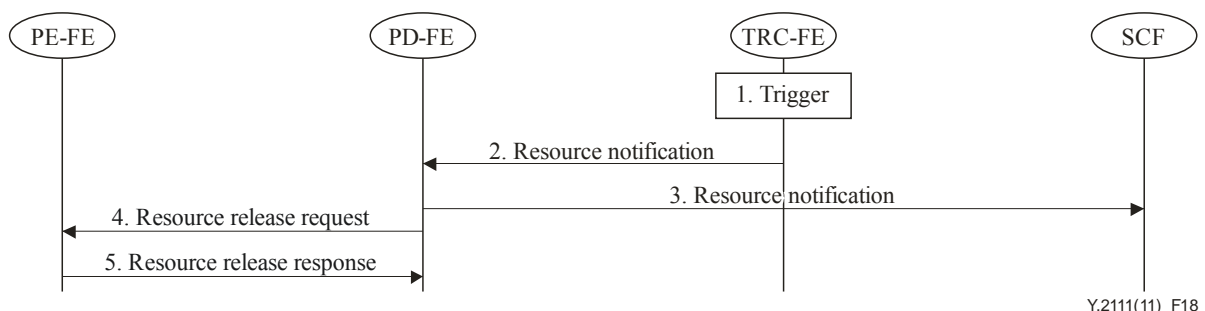 PE-FE
PD-FE
TRC-FE
SCF
1. Trigger
2. Resource notification
3. Resource notification
4. Resource release request
5. Resource release response
Y.2111(11)_F18